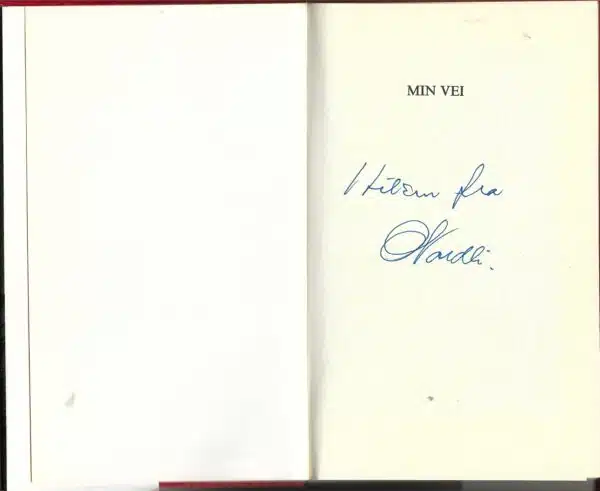 MIN VEI
Hilsen fra
O Nordli.